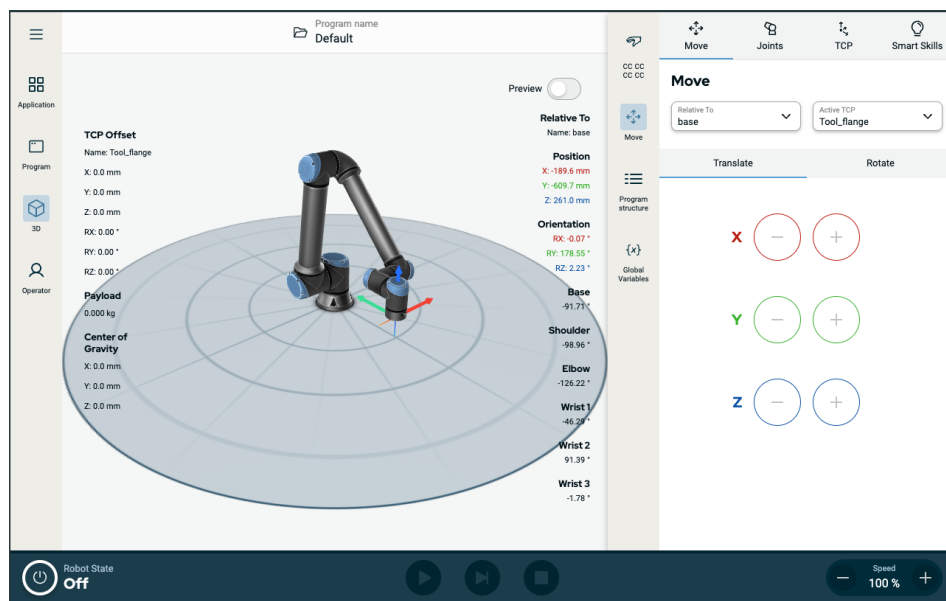 Program name
Default
Application
Program
3D
Operator
TCP Offset
Name: Tool_flange
X: 0.0 mm
Y: 0.0 mm
Z: 0.0 mm
RX: 0.00 °
RY: 0.00 °
RZ: 0.00 °
Payload
0.000 kg
Center of
Gravity
X: 0.0 mm
Y: 0.0 mm
Z: 0.0 mm
Preview
Relative To
Name: base
Position
X: -189.6 mm
Y: -609.7 mm
Z: 261.0 mm
Orientation
RX: -0.07 °
RY: 178.55 °
RZ: 2.23 °
Base
-91.71 °
Shoulder
-98.96 °
Elbow
-126.22 °
Wrist 1
-46.29 °
Wrist 2
91.39 °
Wrist 3
-1.78 °
CC CC
CC CC
Move
Program
structure
{x}
Global
Variables
Move
Joints
TCP
Smart Skills
Move
Relative To
base
Active TCP
Tool_flange
Translate
Rotate
X − +
Y − +
Z − +
Robot State
Off
Speed
− 100 % +